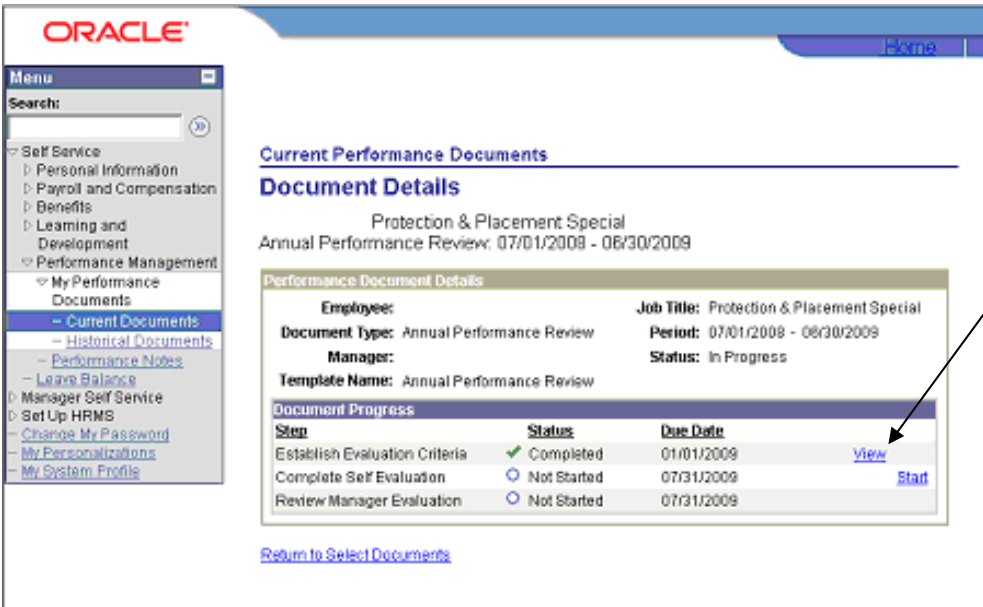 ORACLE
Home
Menu
Search:
Self Service
Personal Information
Payroll and Compensation
Benefits
Learning and
Development
Performance Management
My Performance
Documents
Current Documents
Historical Documents
Performance Notes
Leave Balance
Manager Self Service
Set Up HRMS
Change My Password
My Personalizations
My System Profile
Current Performance Documents
Document Details
Protection & Placement Special
Annual Performance Review: 07/01/2008 - 06/30/2009
Performance Document Details
Employee: Job Title: Protection & Placement Special
Document Type: Annual Performance Review Period: 07/01/2008 - 06/30/2009
Manager: Status: In Progress
Template Name: Annual Performance Review
Document Progress
Step Status Due Date
Establish Evaluation Criteria Completed 01/01/2009 View
Complete Self Evaluation Not Started 07/31/2009 Start
Review Manager Evaluation Not Started 07/31/2009
Return to Select Documents